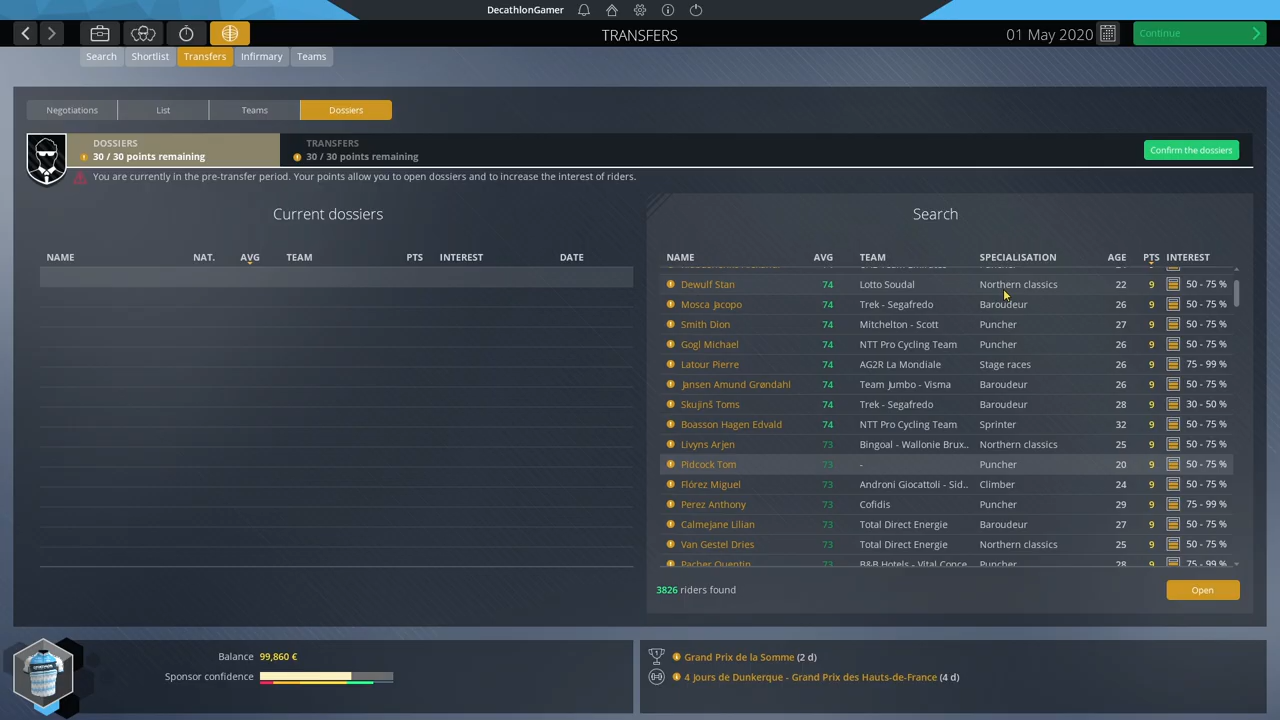 DecathlonGamer
TRANSFERS
01 May 2020
Continue
Search Shortlist Transfers Infirmary Teams
Negotiations List Teams Dossiers
DOSSIERS
30 / 30 points remaining
TRANSFERS
30 / 30 points remaining
Confirm the dossiers
You are currently in the pre-transfer period. Your points allow you to open dossiers and to increase the interest of riders.
Current dossiers
NAME NAT. AVG TEAM PTS INTEREST DATE
Search
NAME AVG TEAM SPECIALISATION AGE PTS INTEREST
Dewulf Stan 74 Lotto Soudal Northern classics 22 9 50 - 75 %
Mosca Jacopo 74 Trek - Segafredo Baroudeur 26 9 50 - 75 %
Smith Dion 74 Mitchelton - Scott Puncher 27 9 50 - 75 %
Gogl Michael 74 NTT Pro Cycling Team Puncher 26 9 50 - 75 %
Latour Pierre 74 AG2R La Mondiale Stage races 26 9 75 - 99 %
Jansen Amund Grøndahl 74 Team Jumbo - Visma Baroudeur 26 9 50 - 75 %
Skujinš Toms 74 Trek - Segafredo Baroudeur 28 9 30 - 50 %
Boasson Hagen Edvald 74 NTT Pro Cycling Team Sprinter 32 9 50 - 75 %
Livyns Arjen 73 Bingoal - Wallonie Brux.. Northern classics 25 9 50 - 75 %
Pidcock Tom 73 - Puncher 20 9 50 - 75 %
Flórez Miguel 73 Androni Giocattoli - Sid.. Climber 24 9 50 - 75 %
Perez Anthony 73 Cofidis Puncher 29 9 75 - 99 %
Calmejane Lilian 73 Total Direct Energie Baroudeur 27 9 50 - 75 %
Van Gestel Dries 73 Total Direct Energie Northern classics 25 9 50 - 75 %
Pacher Quentin 73 B&B Hotels - Vital Conce Puncher 28 9 75 - 99 %
3826 riders found
Open
Balance 99,860 €
Sponsor confidence
Grand Prix de la Somme (2 d)
4 Jours de Dunkerque - Grand Prix des Hauts-de-France (4 d)